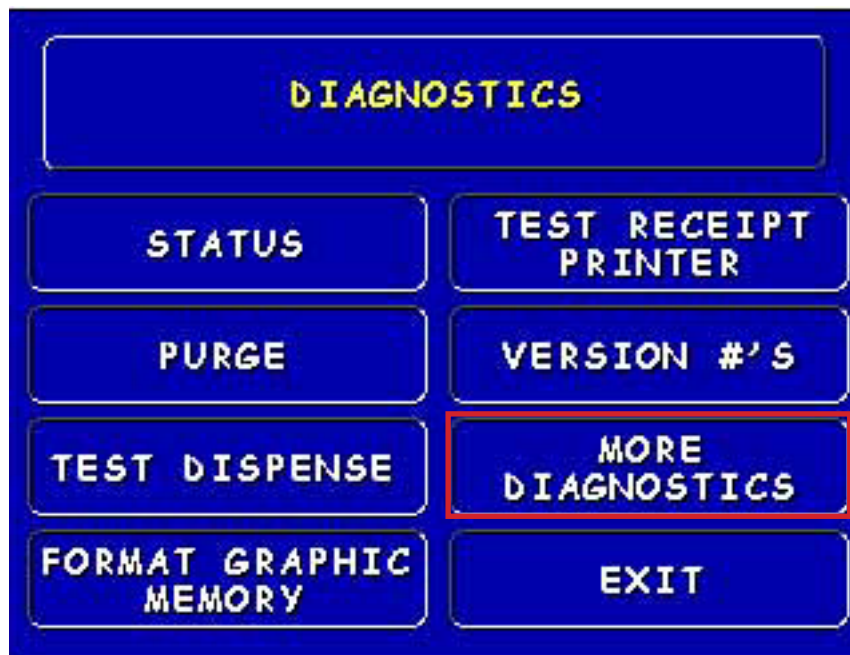 DIAGNOSTICS
STATUS
TEST RECEIPT
PRINTER
PURGE
VERSION #'S
TEST DISPENSE
MORE
DIAGNOSTICS
FORMAT GRAPHIC
MEMORY
EXIT